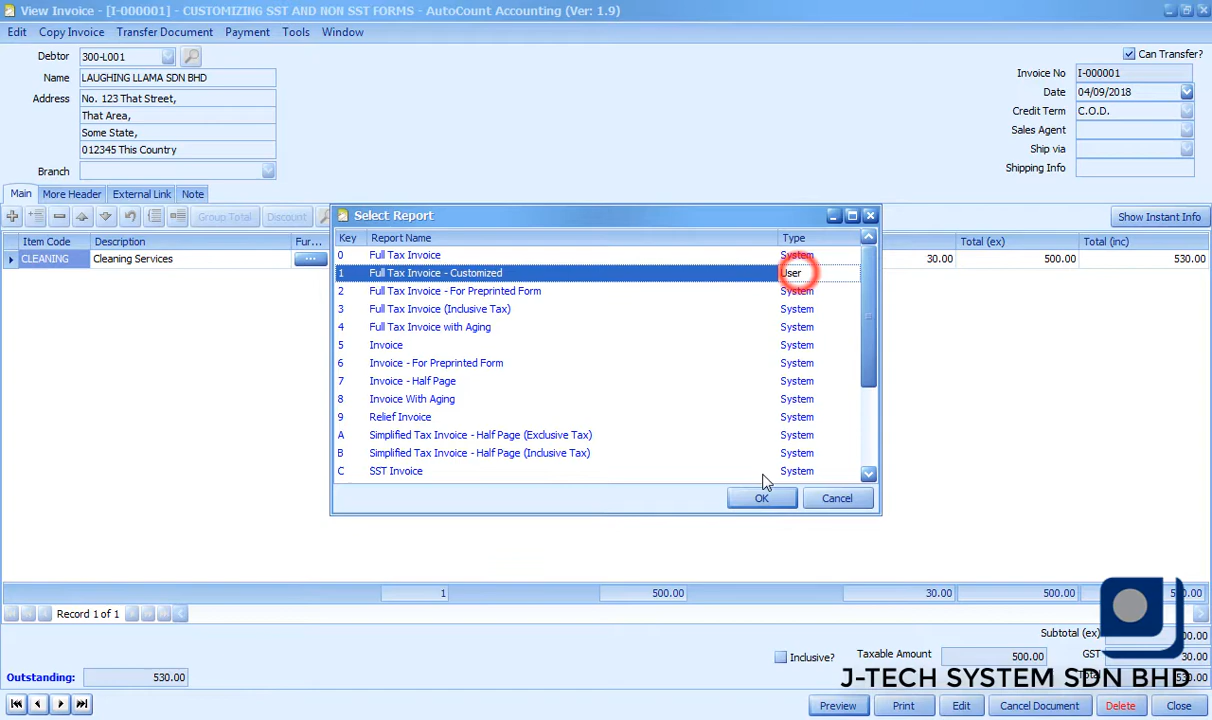 View Invoice - [I-000001] - CUSTOMIZING SST AND NON SST FORMS - AutoCount Accounting (Ver: 1.9)
Edit Copy Invoice Transfer Document Payment Tools Window
Debtor 300-L001
Can Transfer?
Name LAUGHING LLAMA SDN BHD
Invoice No I-000001
Address No. 123 That Street,
Date 04/09/2018
That Area,
Credit Term C.O.D.
Some State,
Sales Agent
012345 This Country
Ship via
Branch
Shipping Info
Main More Header External Link Note
Group Total Discount
Show Instant Info
Item Code Description Fur... Total (ex) Total (inc)
CLEANING Cleaning Services ... 30.00 500.00 530.00
Select Report
Key Report Name Type
0 Full Tax Invoice System
1 Full Tax Invoice - Customized User
2 Full Tax Invoice - For Preprinted Form System
3 Full Tax Invoice (Inclusive Tax) System
4 Full Tax Invoice with Aging System
5 Invoice System
6 Invoice - For Preprinted Form System
7 Invoice - Half Page System
8 Invoice With Aging System
9 Relief Invoice System
A Simplified Tax Invoice - Half Page (Exclusive Tax) System
B Simplified Tax Invoice - Half Page (Inclusive Tax) System
C SST Invoice System
OK Cancel
1 500.00 30.00 500.00
Record 1 of 1
Subtotal (ex)
Inclusive? Taxable Amount 500.00 GST 30.00
Outstanding: 530.00
J-TECH SYSTEM SDN BHD
Preview Print Edit Cancel Document Delete Close